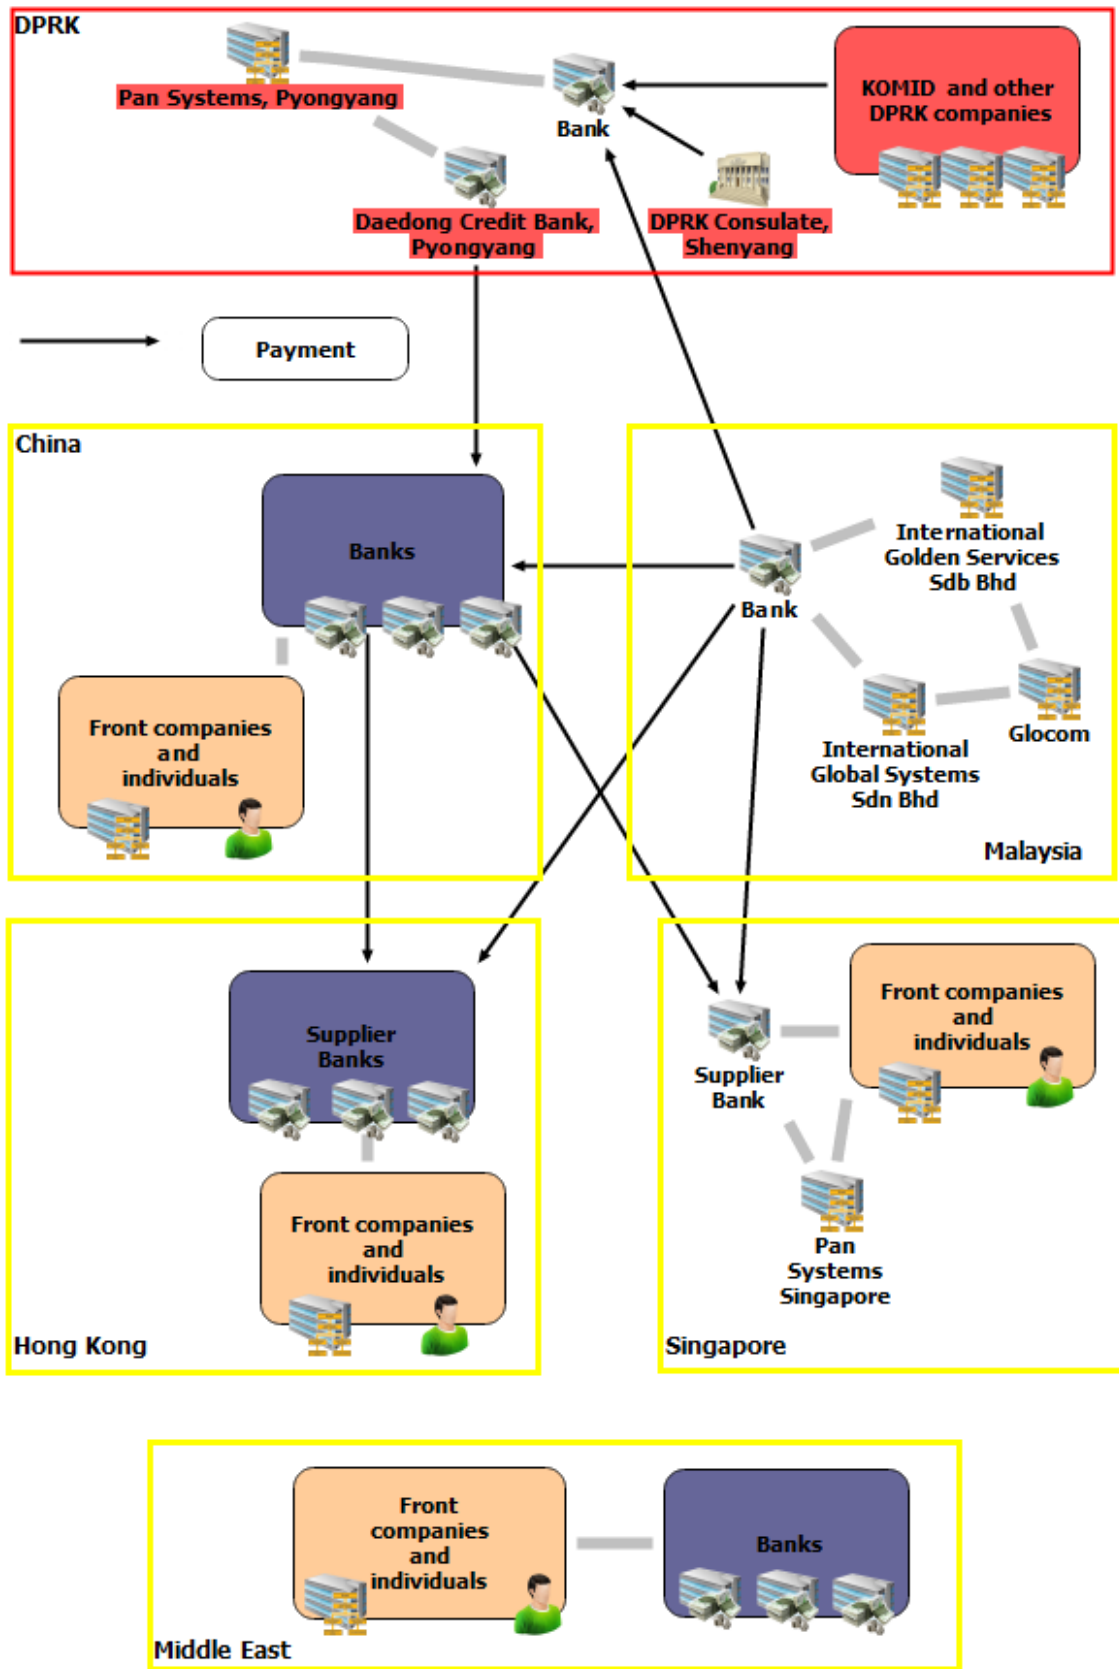 DPRK
Pan Systems, Pyongyang
Bank
KOMID and other
DPRK companies
Daedong Credit Bank,
Pyongyang
DPRK Consulate,
Shenyang
Payment
China
Banks
Front companies
and
individuals
International
Golden Services
Sdb Bhd
Bank
International
Global Systems
Sdn Bhd
Glocom
Malaysia
Supplier
Banks
Front companies
and
individuals
Hong Kong
Front companies
and
individuals
Supplier
Bank
Pan
Systems
Singapore
Singapore
Front
companies
and
individuals
Banks
Middle East